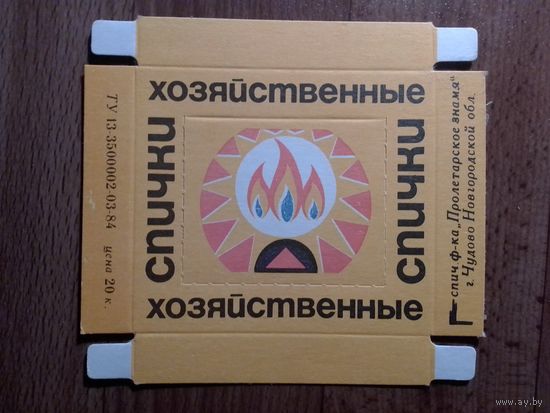 хозяйственные
спички
спички
хозяйственные
ТУ 13 3500002-03-84 цена 20 к.
спич. ф-ка „Пролетарское знамя"
г. Чудово Новгородской обл.
www.ay.by